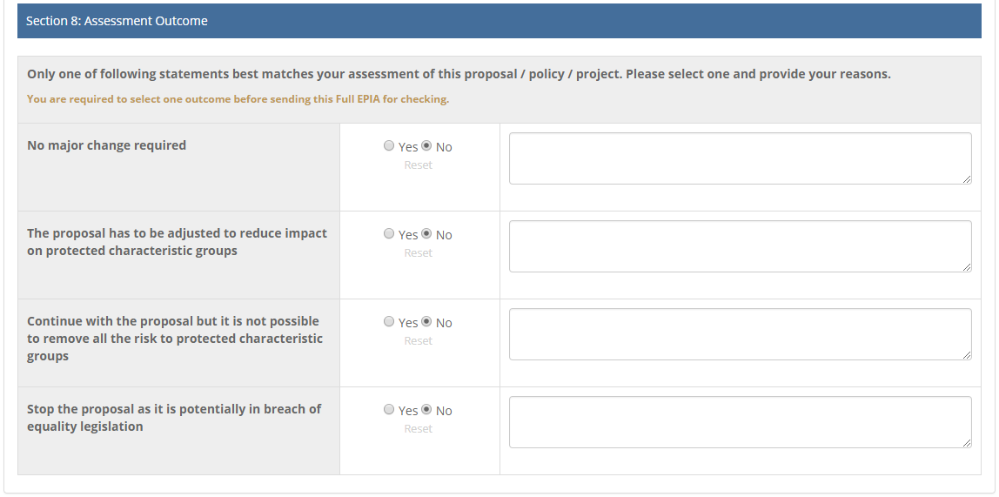 Section 8: Assessment Outcome
Only one of following statements best matches your assessment of this proposal / policy / project. Please select one and provide your reasons.
You are required to select one outcome before sending this Full EPIA for checking.
No major change required
Yes No
Reset
The proposal has to be adjusted to reduce impact
on protected characteristic groups
Yes No
Reset
Continue with the proposal but it is not possible
to remove all the risk to protected characteristic
groups
Yes No
Reset
Stop the proposal as it is potentially in breach of
equality legislation
Yes No
Reset